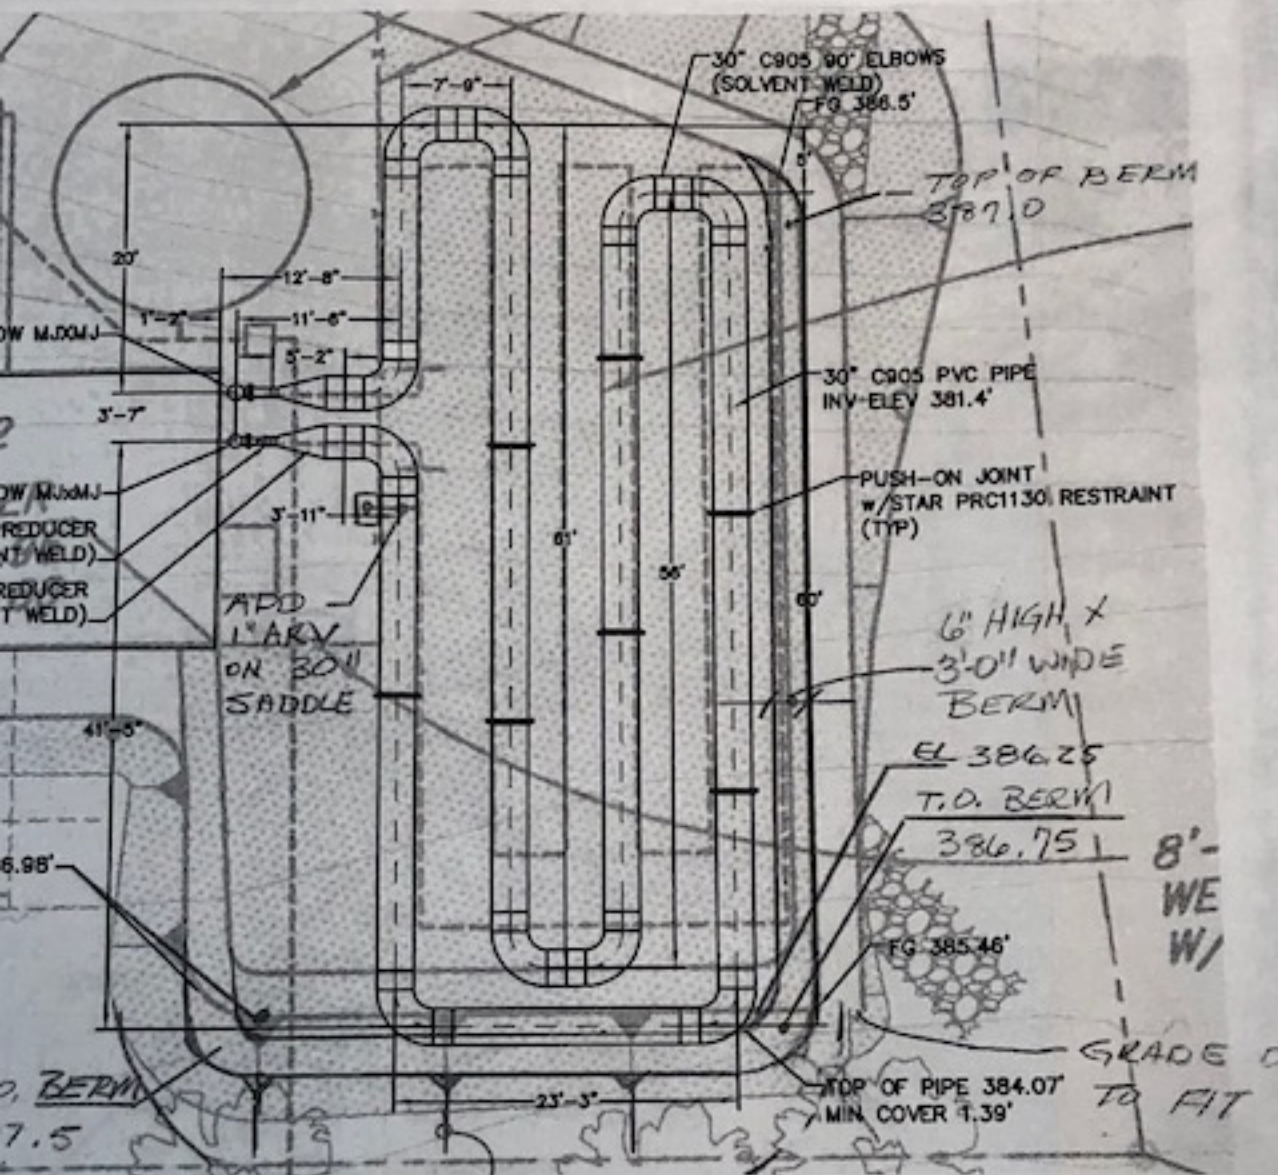 30" C905 90° ELBOWS
(SOLVENT WELD)
FG 386.5'
7'-9"
5'
TOP OF BERM
387.0
20'
12'-8"
1'-2"
11'-6"
OW MJXMJ
5'-2"
30" C905 PVC PIPE
INV ELEV 381.4'
3'-7"
PUSH-ON JOINT
W/STAR PRC1130 RESTRAINT
(TYP)
OW MJxMJ
REDUCER
NT WELD)
3'-11"
61'
56'
60'
REDUCER
T WELD)
ADD
1" ARV
ON 30"
SADDLE
6" HIGH X
3'-0" WIDE
BERM
41'-5"
EL 386.25
T.O. BERM
386.75
8'-
WE
W/
6.98'
FG 385.46'
GRADE
TO FIT
O. BERM
7.5
TOP OF PIPE 384.07'
MIN COVER 1.39'
23'-3"